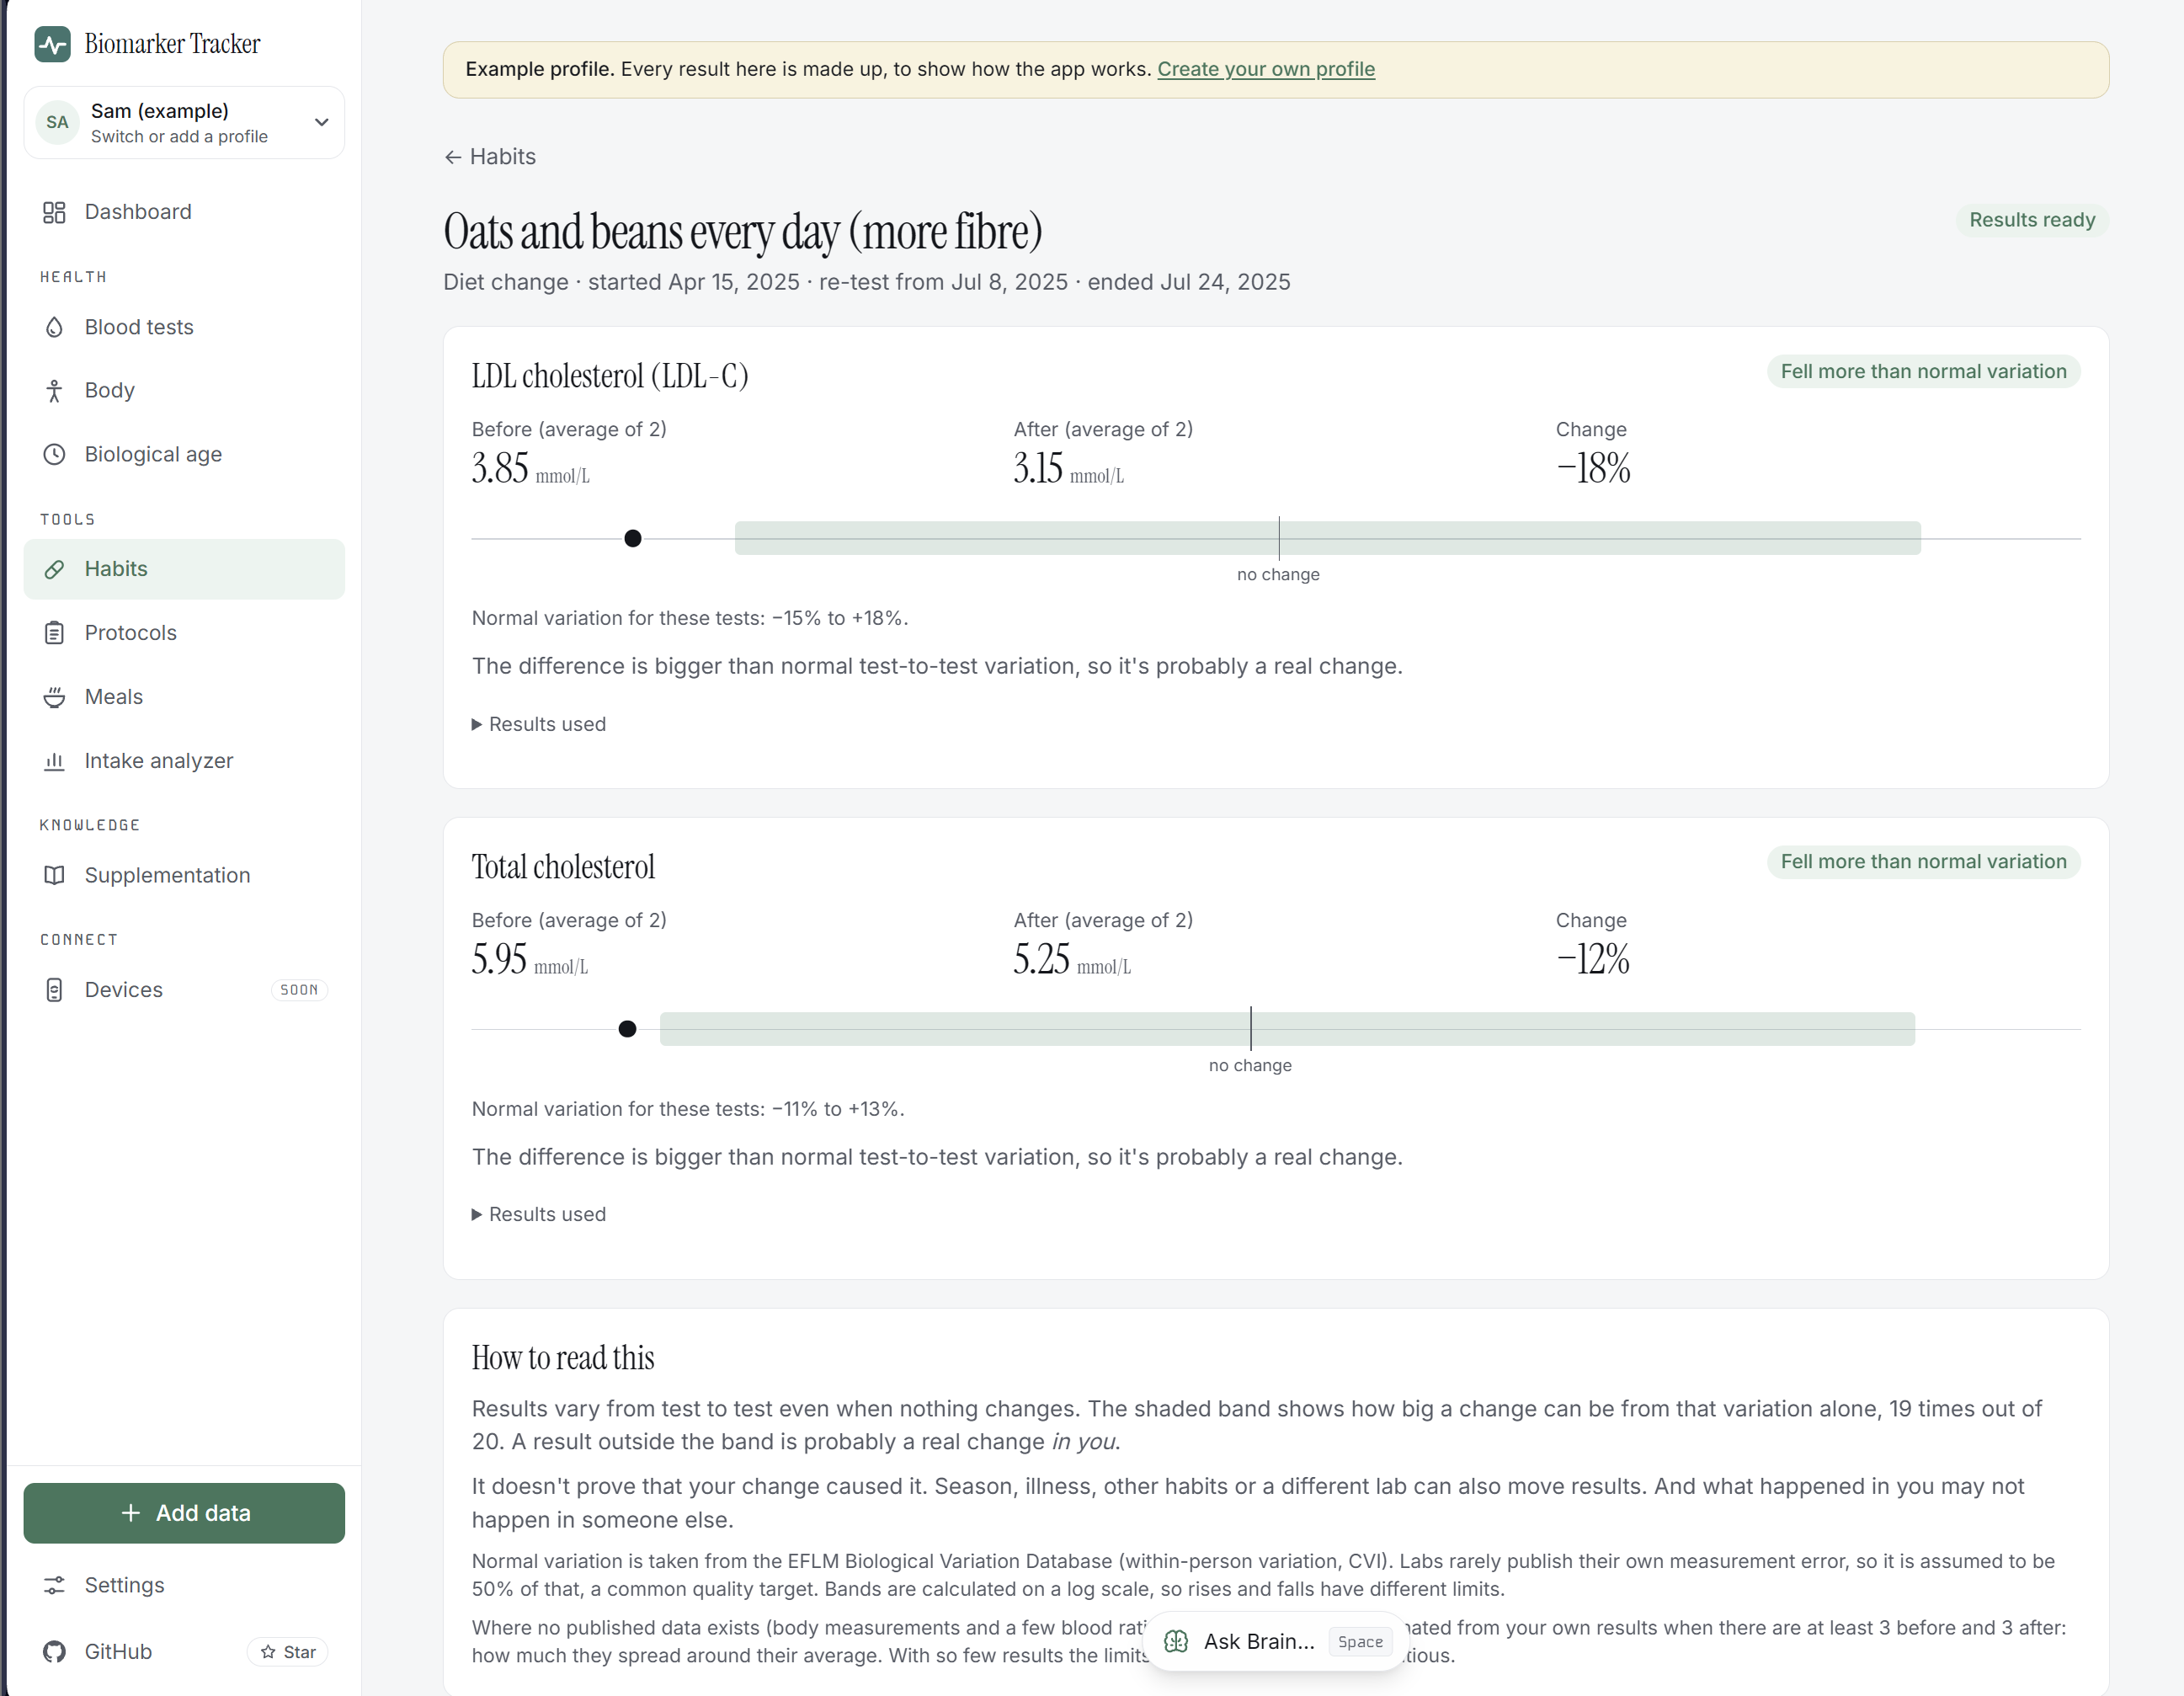 Biomarker Tracker
SA
Sam (example)
Switch or add a profile
Dashboard
HEALTH
Blood tests
Body
Biological age
TOOLS
Habits
Protocols
Meals
Intake analyzer
KNOWLEDGE
Supplementation
CONNECT
Devices
SOON
+ Add data
Settings
GitHub
Star
Example profile. Every result here is made up, to show how the app works. Create your own profile
← Habits
Oats and beans every day (more fibre)
Results ready
Diet change · started Apr 15, 2025 · re-test from Jul 8, 2025 · ended Jul 24, 2025
LDL cholesterol (LDL-C)
Fell more than normal variation
Before (average of 2)
After (average of 2)
Change
3.85 mmol/L
3.15 mmol/L
−18%
no change
Normal variation for these tests: −15% to +18%.
The difference is bigger than normal test-to-test variation, so it's probably a real change.
▶ Results used
Total cholesterol
Fell more than normal variation
Before (average of 2)
After (average of 2)
Change
5.95 mmol/L
5.25 mmol/L
−12%
no change
Normal variation for these tests: −11% to +13%.
The difference is bigger than normal test-to-test variation, so it's probably a real change.
▶ Results used
How to read this
Results vary from test to test even when nothing changes. The shaded band shows how big a change can be from that variation alone, 19 times out of
20. A result outside the band is probably a real change in you.
It doesn't prove that your change caused it. Season, illness, other habits or a different lab can also move results. And what happened in you may not
happen in someone else.
Normal variation is taken from the EFLM Biological Variation Database (within-person variation, CVI). Labs rarely publish their own measurement error, so it is assumed to be
50% of that, a common quality target. Bands are calculated on a log scale, so rises and falls have different limits.
Where no published data exists (body measurements and a few blood from your own results when there are at least 3 before and 3 after:
how much they spread around their average. With so few results the limits
Ask Brain...
Space